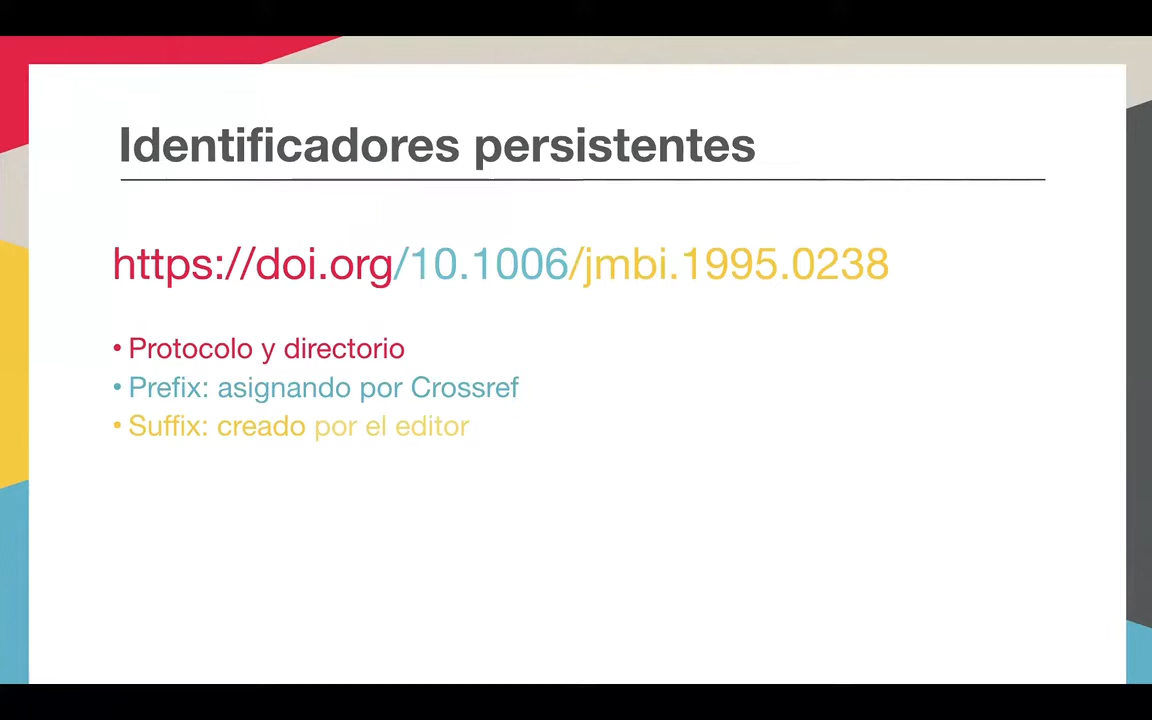 Identificadores persistentes
https://doi.org/10.1006/jmbi.1995.0238
• Protocolo y directorio
• Prefix: asignando por Crossref
• Suffix: creado por el editor